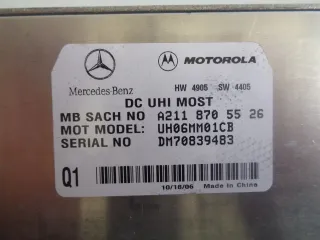 Mercedes-Benz
MOTOROLA
HW 4905 SW 4405
DC UHI MOST
MB SACH NO A211 870 55 26
MOT MODEL: UH06MM01CB
SERIAL NO DM70839483
Q1
10/18/06 Made in China